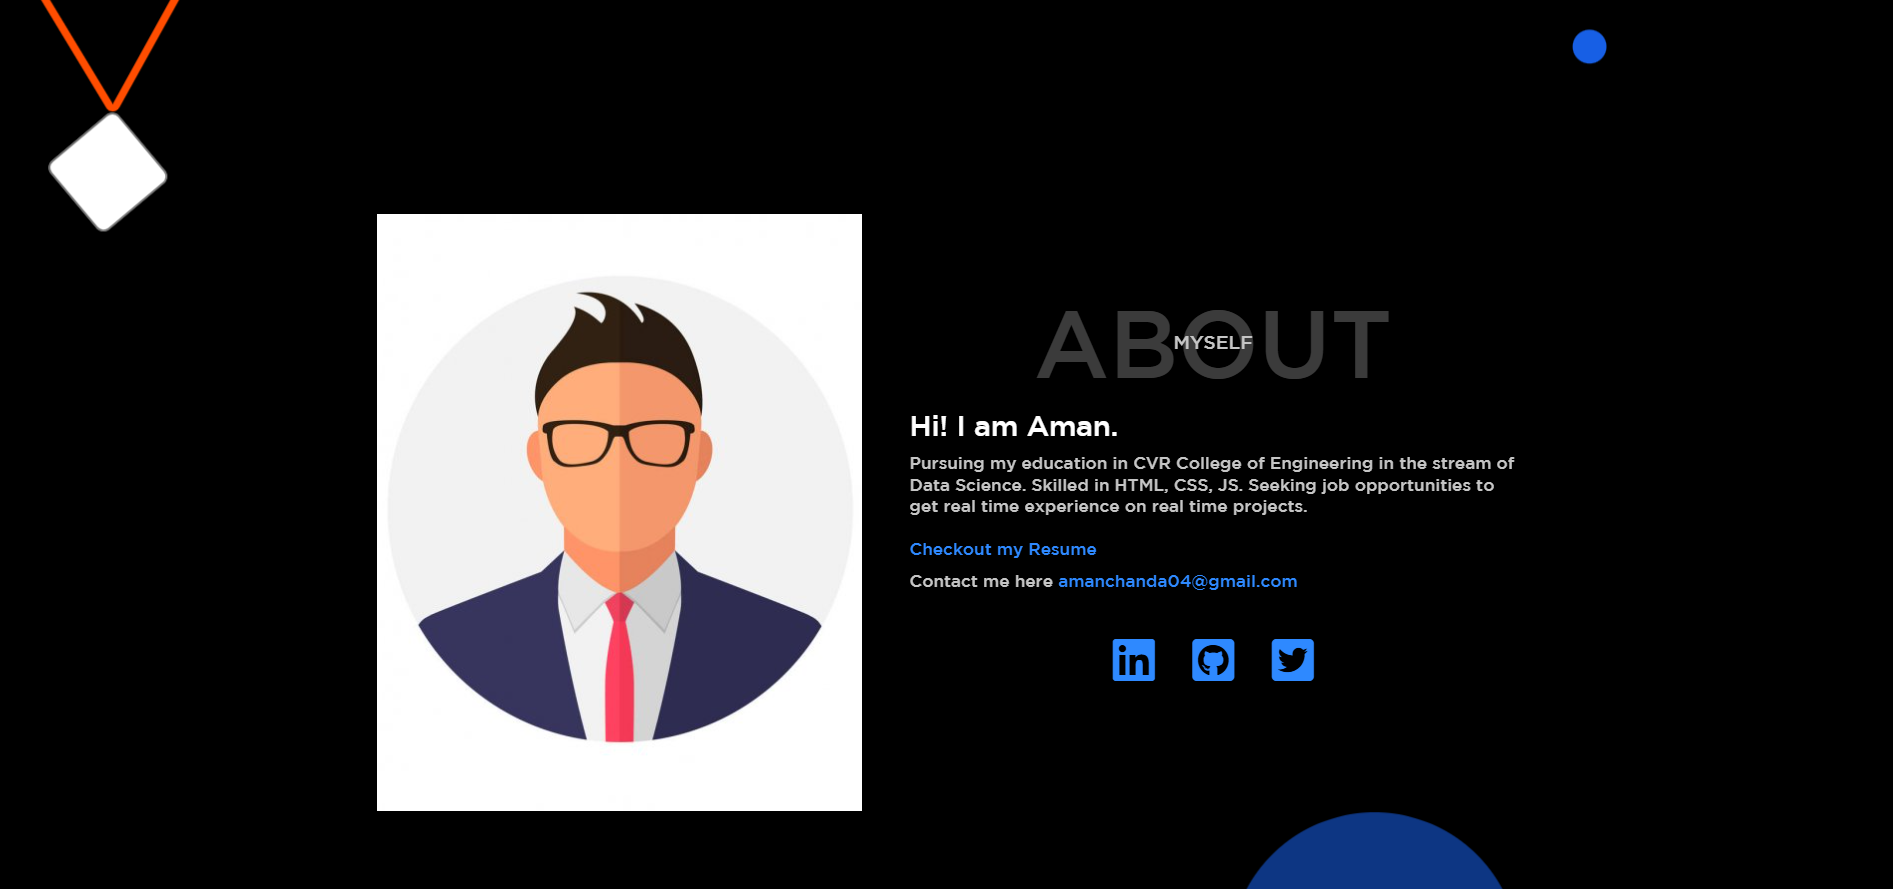 ABOUT
MYSELF
Hi! I am Aman.
Pursuing my education in CVR College of Engineering in the stream of
Data Science. Skilled in HTML, CSS, JS. Seeking job opportunities to
get real time experience on real time projects.
Checkout my Resume
Contact me here amanchanda04@gmail.com
in